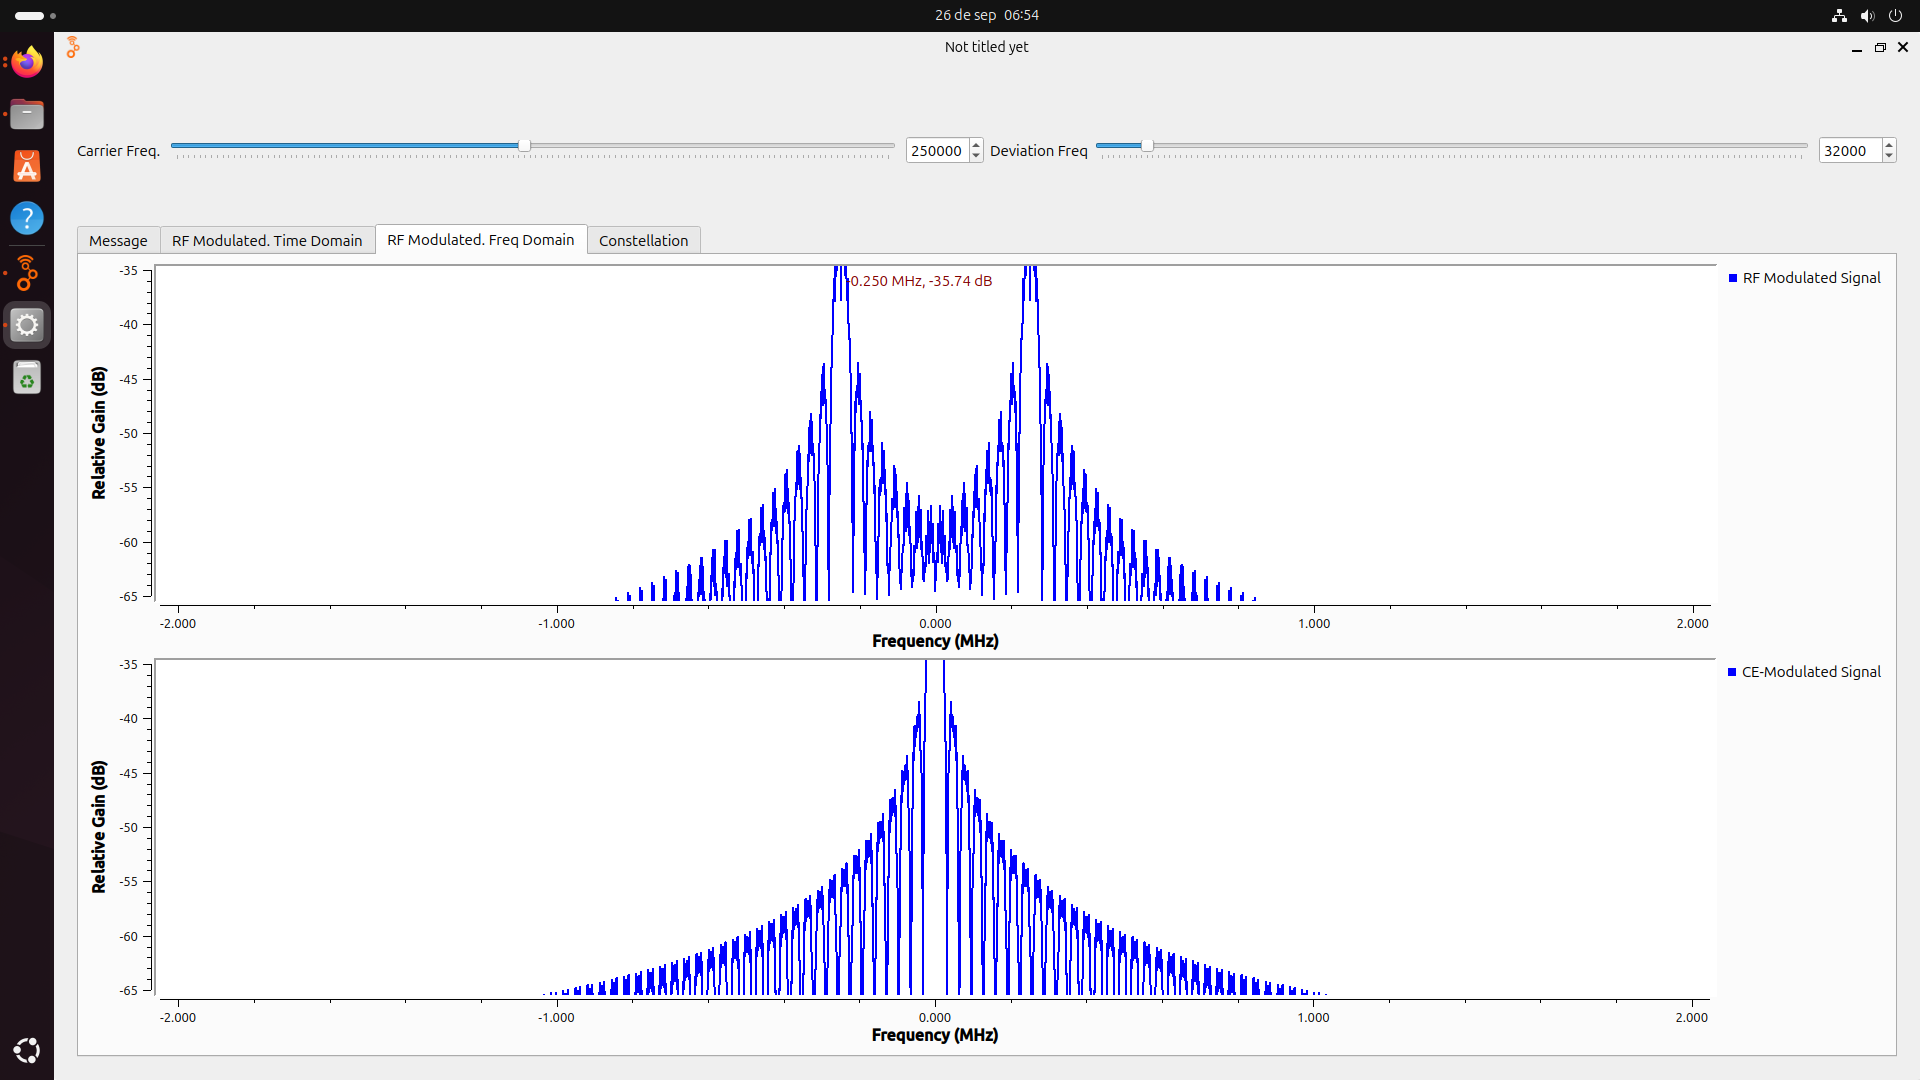 26 de sep 06:54
Not titled yet
Carrier Freq. 250000 Deviation Freq 32000
Message RF Modulated. Time Domain RF Modulated. Freq Domain Constellation
-0.250 MHz, -35.74 dB
RF Modulated Signal
-35
-40
-45
-50
-55
-60
-65
Relative Gain (dB)
-2.000 -1.000 0.000 1.000 2.000
Frequency (MHz)
CE-Modulated Signal
-35
-40
-45
-50
-55
-60
-65
Relative Gain (dB)
-2.000 -1.000 0.000 1.000 2.000
Frequency (MHz)